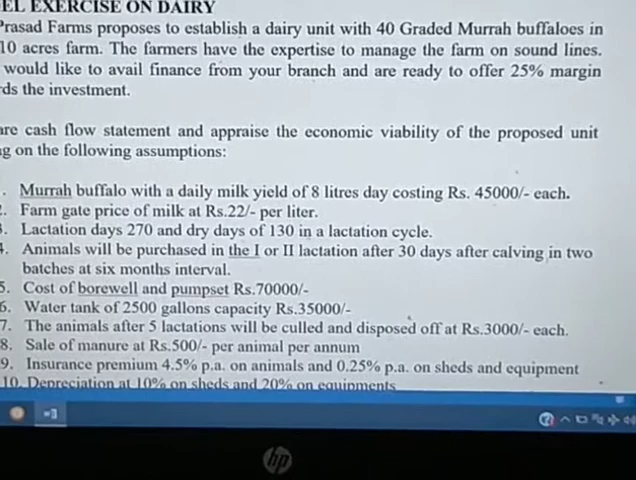 EL EXERCISE ON DAIRY
Prasad Farms proposes to establish a dairy unit with 40 Graded Murrah buffaloes in
10 acres farm. The farmers have the expertise to manage the farm on sound lines.
would like to avail finance from your branch and are ready to offer 25% margin
rds the investment.
are cash flow statement and appraise the economic viability of the proposed unit
g on the following assumptions:
. Murrah buffalo with a daily milk yield of 8 litres day costing Rs. 45000/- each.
2. Farm gate price of milk at Rs.22/- per liter.
3. Lactation days 270 and dry days of 130 in a lactation cycle.
4. Animals will be purchased in the I or II lactation after 30 days after calving in two
batches at six months interval.
5. Cost of borewell and pumpset Rs.70000/-
6. Water tank of 2500 gallons capacity Rs.35000/-
7. The animals after 5 lactations will be culled and disposed off at Rs.3000/- each.
8. Sale of manure at Rs.500/- per animal per annum
9. Insurance premium 4.5% p.a. on animals and 0.25% p.a. on sheds and equipment
10. Depreciation at 10% on sheds and 20% on equipments
hp